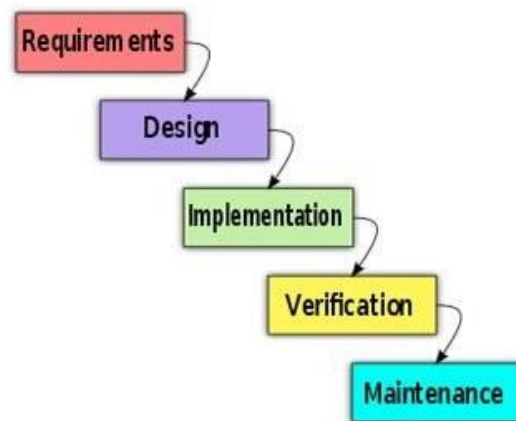 Requirements
Design
Implementation
Verification
Maintenance